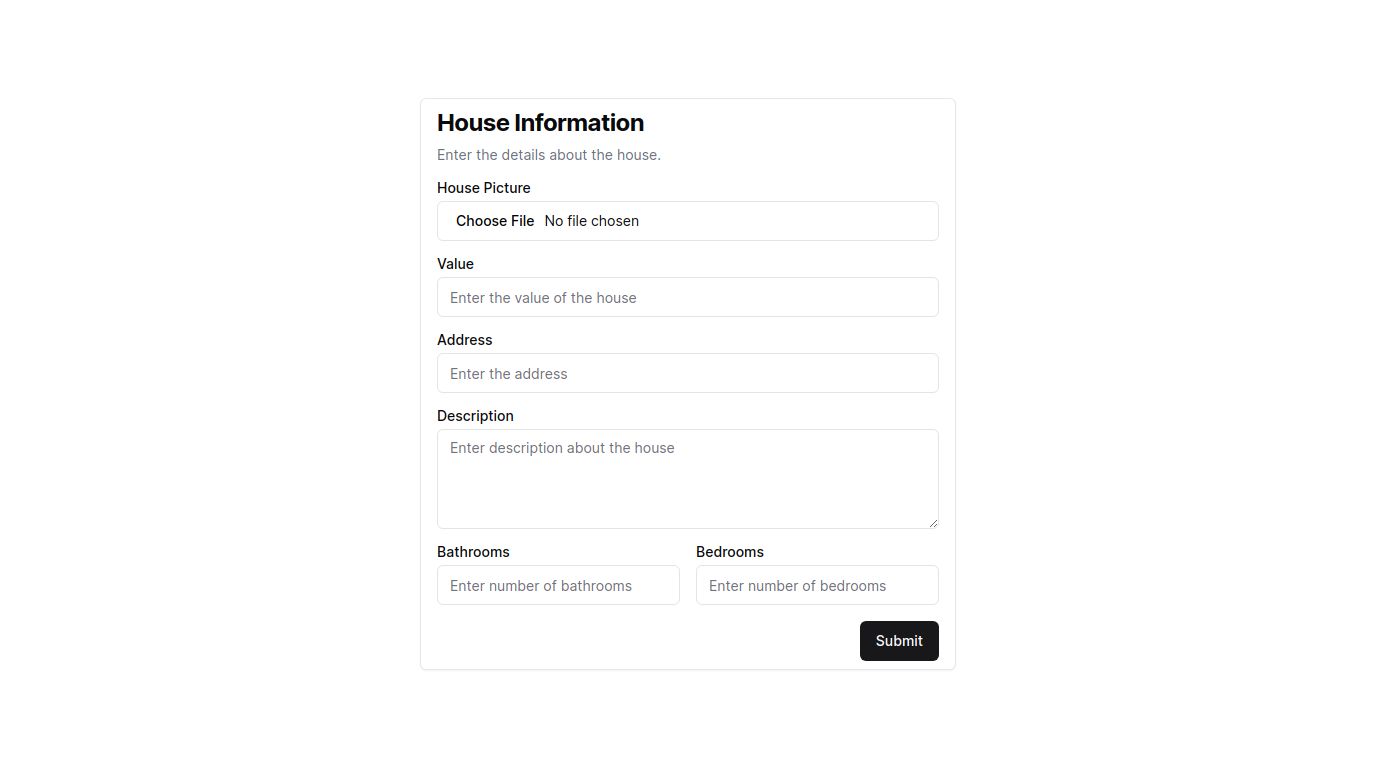 House Information
Enter the details about the house.
House Picture
Choose File No file chosen
Value
Enter the value of the house
Address
Enter the address
Description
Enter description about the house
Bathrooms
Bedrooms
Enter number of bathrooms
Enter number of bedrooms
Submit